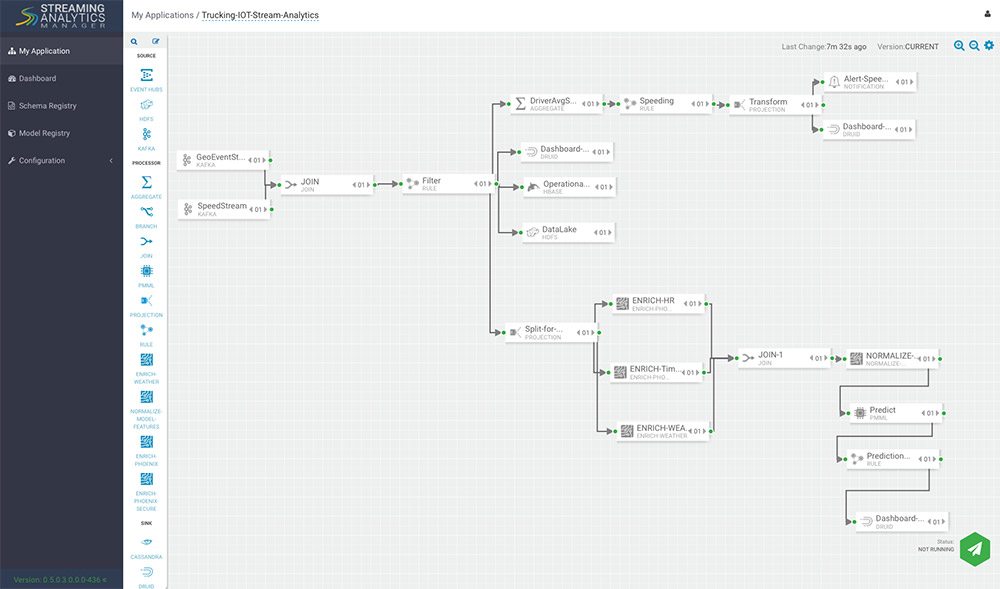 STREAMING
ANALYTICS
MANAGER
My Applications / Trucking-IOT-Stream-Analytics
My Application
Dashboard
Schema Registry
Model Registry
Configuration
Version: 0.5.0.3.0.0.0-436
Last Change:7m 32s ago Version:CURRENT
SOURCE
EVENT HUBS
HDFS
KAFKA
PROCESSOR
AGGREGATE
BRANCH
JOIN
PMML
PROJECTION
RULE
ENRICH-
WEATHER
NORMALIZE-
MODEL-
FEATURES
ENRICH-
PHOENIX
ENRICH-
PHOENIX-
SECURE
SINK
CASSANDRA
DRUID
GeoEventSt... 01
KAFKA
SpeedStream 01
KAFKA
JOIN 01
JOIN
Filter 01
RULE
DriverAvgS... 01
AGGREGATE
Speeding 01
RULE
Transform 01
PROJECTION
Alert-Spee... 01
NOTIFICATION
Dashboard-... 01
DRUID
Dashboard-... 01
DRUID
Operationa... 01
HBASE
DataLake 01
HDFS
Split-for-... 01
PROJECTION
ENRICH-HR 01
ENRICH-PHO...
ENRICH-Tim... 01
ENRICH-PHO...
ENRICH-WEA... 01
ENRICH-WEATHER
JOIN-1 01
JOIN
NORMALIZE-... 01
NORMALIZE-...
Predict 01
PMML
Prediction... 01
RULE
Dashboard-... 01
DRUID
Status:
NOT RUNNING